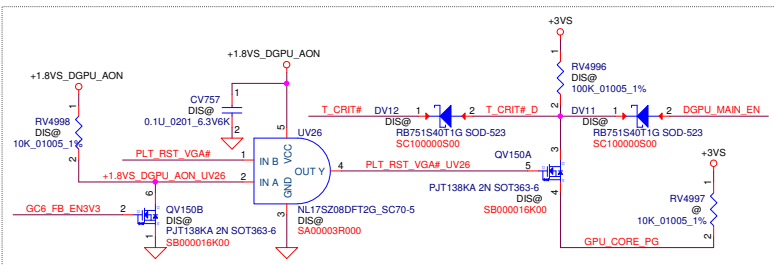 +3VS
+1.8VS_DGPU_AON
+1.8VS_DGPU_AON
1
RV4996
DIS@
100K_01005_1%
2
CV757
DIS@
0.1U_0201_6.3V6K
1
2
T_CRIT#
DV12
1
2
T_CRIT#_D
DV11
1
2
DGPU_MAIN_EN
DIS@
RB751S40T1G SOD-523
SC100000S00
DIS@
RB751S40T1G SOD-523
SC100000S00
1
RV4998
DIS@
10K_01005_1%
2
5
UV26
VCC
IN B
IN A
GND
OUT Y
PLT_RST_VGA#
1
+1.8VS_DGPU_AON_UV26
2
4
PLT_RST_VGA#_UV26
5
QV150A
3
4
PJT138KA 2N SOT363-6
DIS@
SB000016K00
+3VS
1
RV4997
@
10K_01005_1%
2
GPU_CORE_PG
GC6_FB_EN3V3
2
6
1
QV150B
DIS@
PJT138KA 2N SOT363-6
SB000016K00
3
DIS@
NL17SZ08DFT2G_SC70-5
SA00003R000